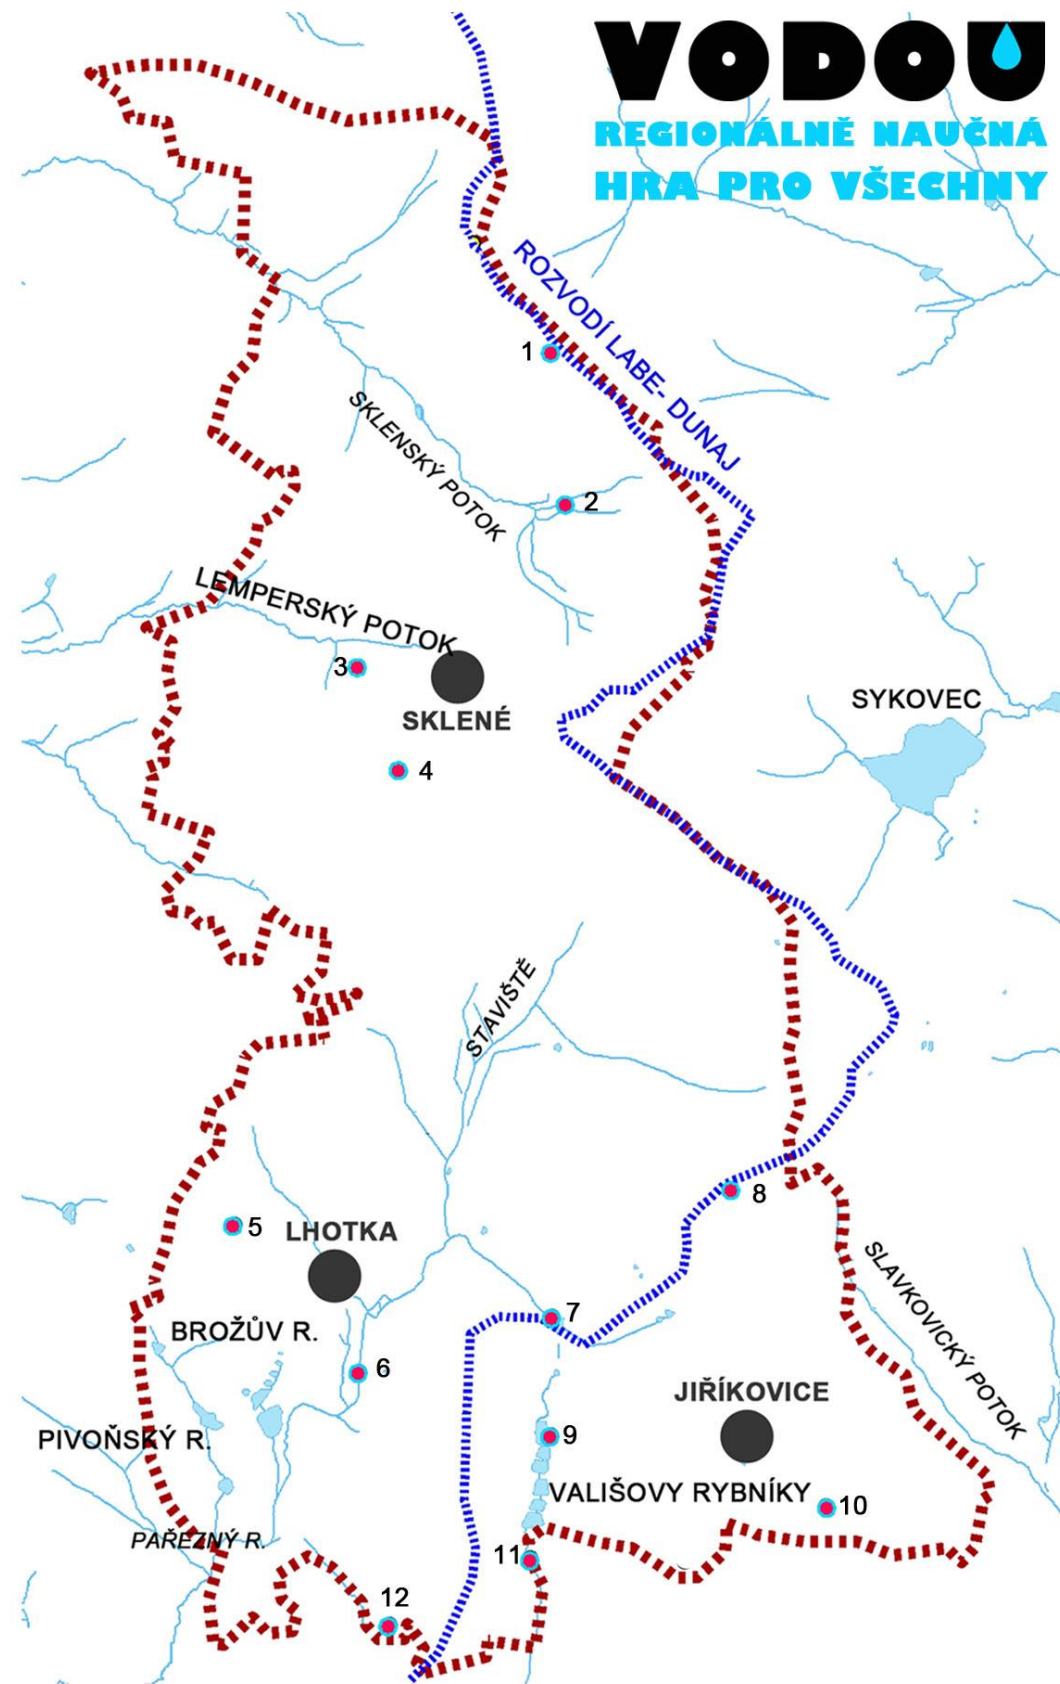 VODOU
REGIONÁLNĚ NAUČNÁ
HRA PRO VŠECHNY
ROZVODÍ LABE- DUNAJ
1
SKLENSKÝ POTOK
2
LEMPERSKÝ POTOK
3
SKLENÉ
SYKOVEC
4
STAVIŠTĚ
8
5
LHOTKA
SLAVKOVICKÝ POTOK
7
BROŽŮV R.
6
JIŘÍKOVICE
PIVOŇSKÝ R.
9
VALIŠOVY RYBNÍKY
10
PAŘEZNÝ R.
11
12